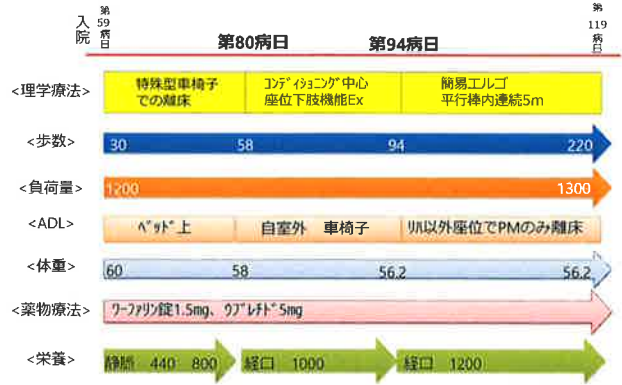 入院
第59病日
第80病日
第94病日
第119病日
<理学療法>
特殊型車椅子
での離床
ｺﾝﾃﾞｨｼｮﾆﾝｸﾞ中心
座位下肢機能Ex
簡易エルゴ
平行棒内連続5m
<歩数> 30 58 94 220
<負荷量> 1200 1300
<ADL> ﾍﾞｯﾄﾞ上 自室外 車椅子 ﾘﾊ以外座位でPMのみ離床
<体重> 60 58 56.2 56.2
<薬物療法> ﾜｰﾌｧﾘﾝ錠1.5mg、ｳﾌﾞﾚﾁﾄﾞ5mg
<栄養> 静脈 440 800 経口 1000 経口 1200